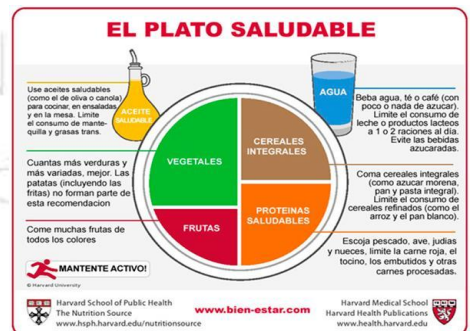 EL PLATO SALUDABLE
Use aceites saludables
(como el de oliva o canola)
para cocinar, en ensaladas
y en la mesa. Limite
el consumo de mante-
quilla y grasas trans.
ACEITE
SALUDABLE
AGUA
Beba agua, té o café (con
poco o nada de azucar).
Limite el consumo de
leche o productos lacteos
a 1 o 2 raciones al día.
Evite las bebidas
azucaradas.
VEGETALES
CEREALES
INTEGRALES
FRUTAS
PROTEINAS
SALUDABLES
Cuantas más verduras y
más variadas, mejor. Las
patatas (incluyendo las
fritas) no forman parte de
esta recomendacion
Coma cereales integrales
(como azucar morena,
pan y pasta integral).
Limite el consumo de
cereales refinados (como el
arroz y el pan blanco).
Come muchas frutas de
todos los colores
Escoja pescado, ave, judias
y nueces, limite la carne roja, el
tocino, los embutidos y otras
carnes procesadas.
MANTENTE ACTIVO!
© Harvard University
Harvard School of Public Health
The Nutrition Source
www.hsph.harvard.edu/nutritionsource
www.bien-estar.com
Harvard Medical School
Harvard Health Publications
www.health.harvard.edu